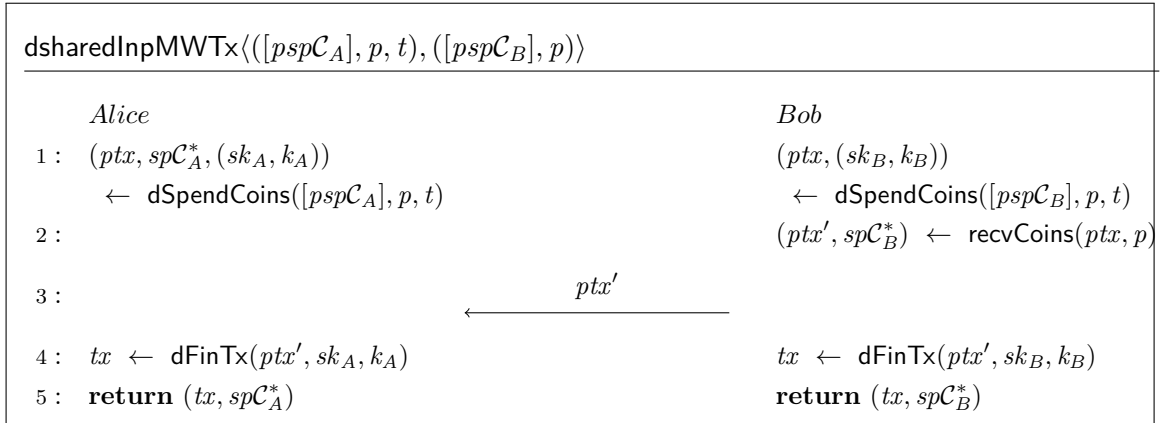 dsharedInpMWTx⟨([pspC_A], p, t), ([pspC_B], p)⟩
Alice Bob
1 : (ptx, spC*_A, (sk_A, k_A)) (ptx, (sk_B, k_B))
← dSpendCoins([pspC_A], p, t) ← dSpendCoins([pspC_B], p, t)
2 : (ptx′, spC*_B) ← recvCoins(ptx, p)
3 : ptx′
4 : tx ← dFinTx(ptx′, sk_A, k_A) tx ← dFinTx(ptx′, sk_B, k_B)
5 : return (tx, spC*_A) return (tx, spC*_B)